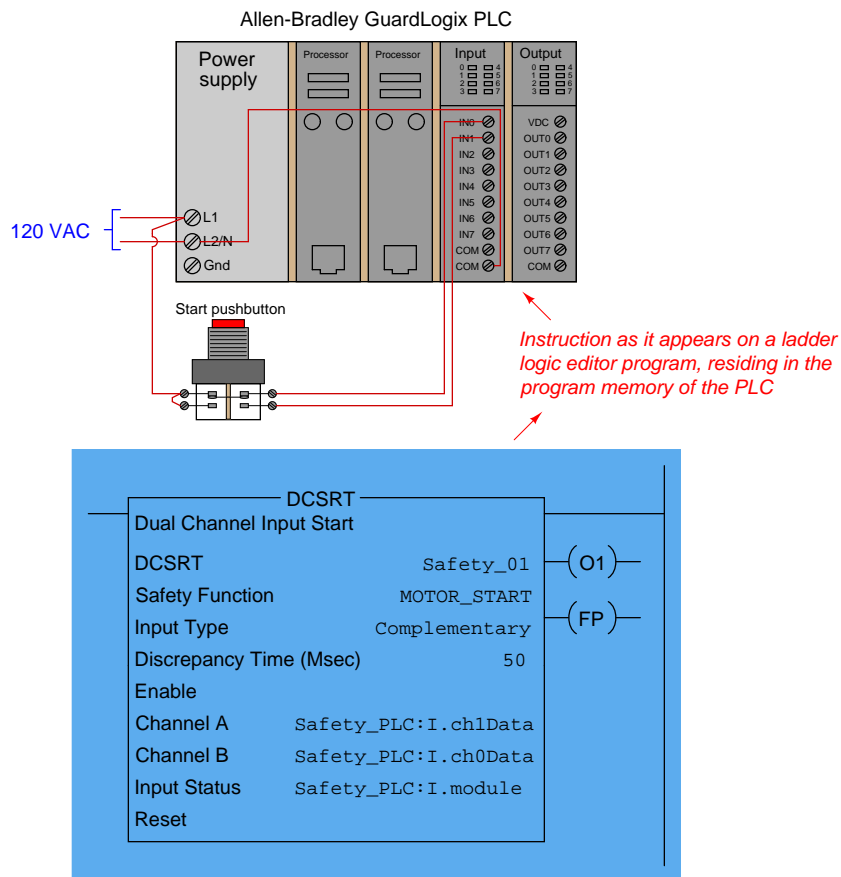 Allen-Bradley GuardLogix PLC
Power
supply
Processor
Processor
Input
Output
0 4
1 5
2 6
3 7
0 4
1 5
2 6
3 7
IN0
IN1
IN2
IN3
IN4
IN5
IN6
IN7
COM
COM
VDC
OUT0
OUT1
OUT2
OUT3
OUT4
OUT5
OUT6
OUT7
COM
120 VAC
L1
L2/N
Gnd
Start pushbutton
Instruction as it appears on a ladder
logic editor program, residing in the
program memory of the PLC
DCSRT
Dual Channel Input Start
DCSRT Safety_01
Safety Function MOTOR_START
Input Type Complementary
Discrepancy Time (Msec) 50
Enable
Channel A Safety_PLC:I.ch1Data
Channel B Safety_PLC:I.ch0Data
Input Status Safety_PLC:I.module
Reset
O1
FP